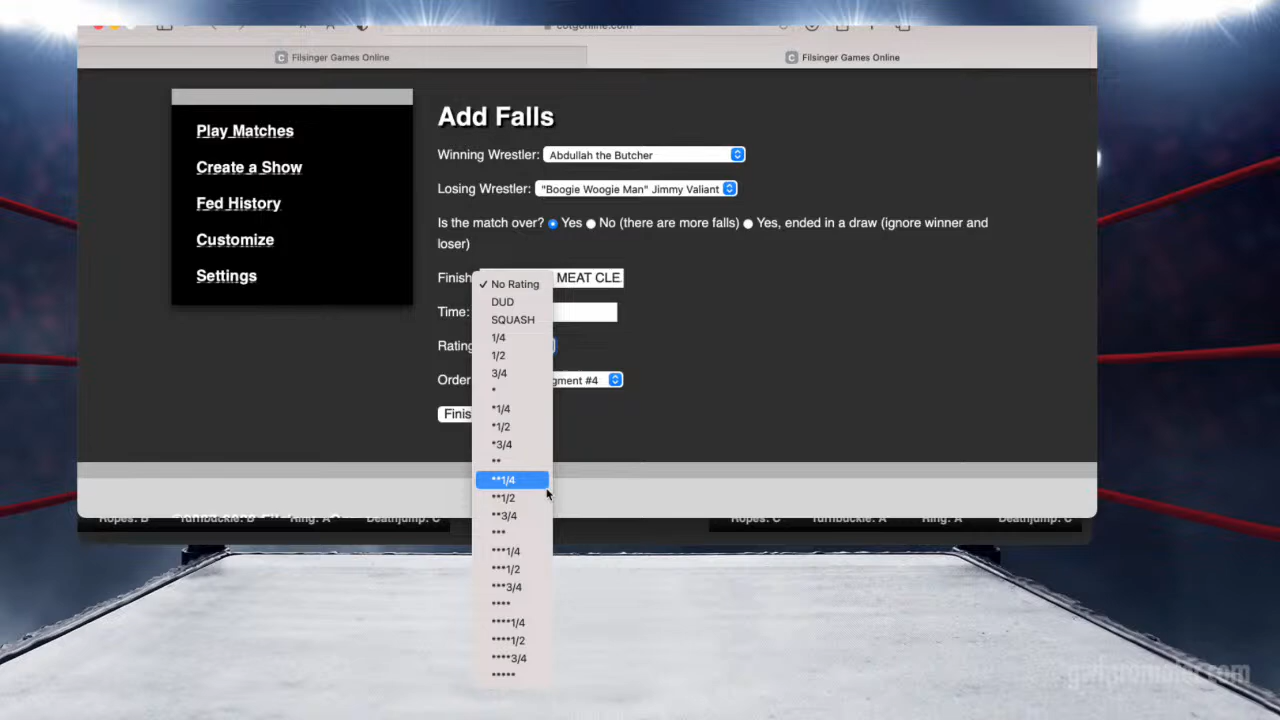 cotgonline.com
Filsinger Games Online
Filsinger Games Online
Play Matches
Create a Show
Fed History
Customize
Settings
Add Falls
Winning Wrestler: Abdullah the Butcher
Losing Wrestler: "Boogie Woogie Man" Jimmy Valiant
Is the match over? Yes No (there are more falls) Yes, ended in a draw (ignore winner and
loser)
Finish MEAT CLE
Time:
Rating
Order gment #4
Finis
✓ No Rating
DUD
SQUASH
1/4
1/2
3/4
*
*1/4
*1/2
*3/4
**
**1/4
**1/2
**3/4
***
***1/4
***1/2
***3/4
****
****1/4
****1/2
****3/4
*****
Ropes: B Turnbuckle: B Ring: A Deathjump: C
Ropes: C Turnbuckle: A Ring: A Deathjump: C